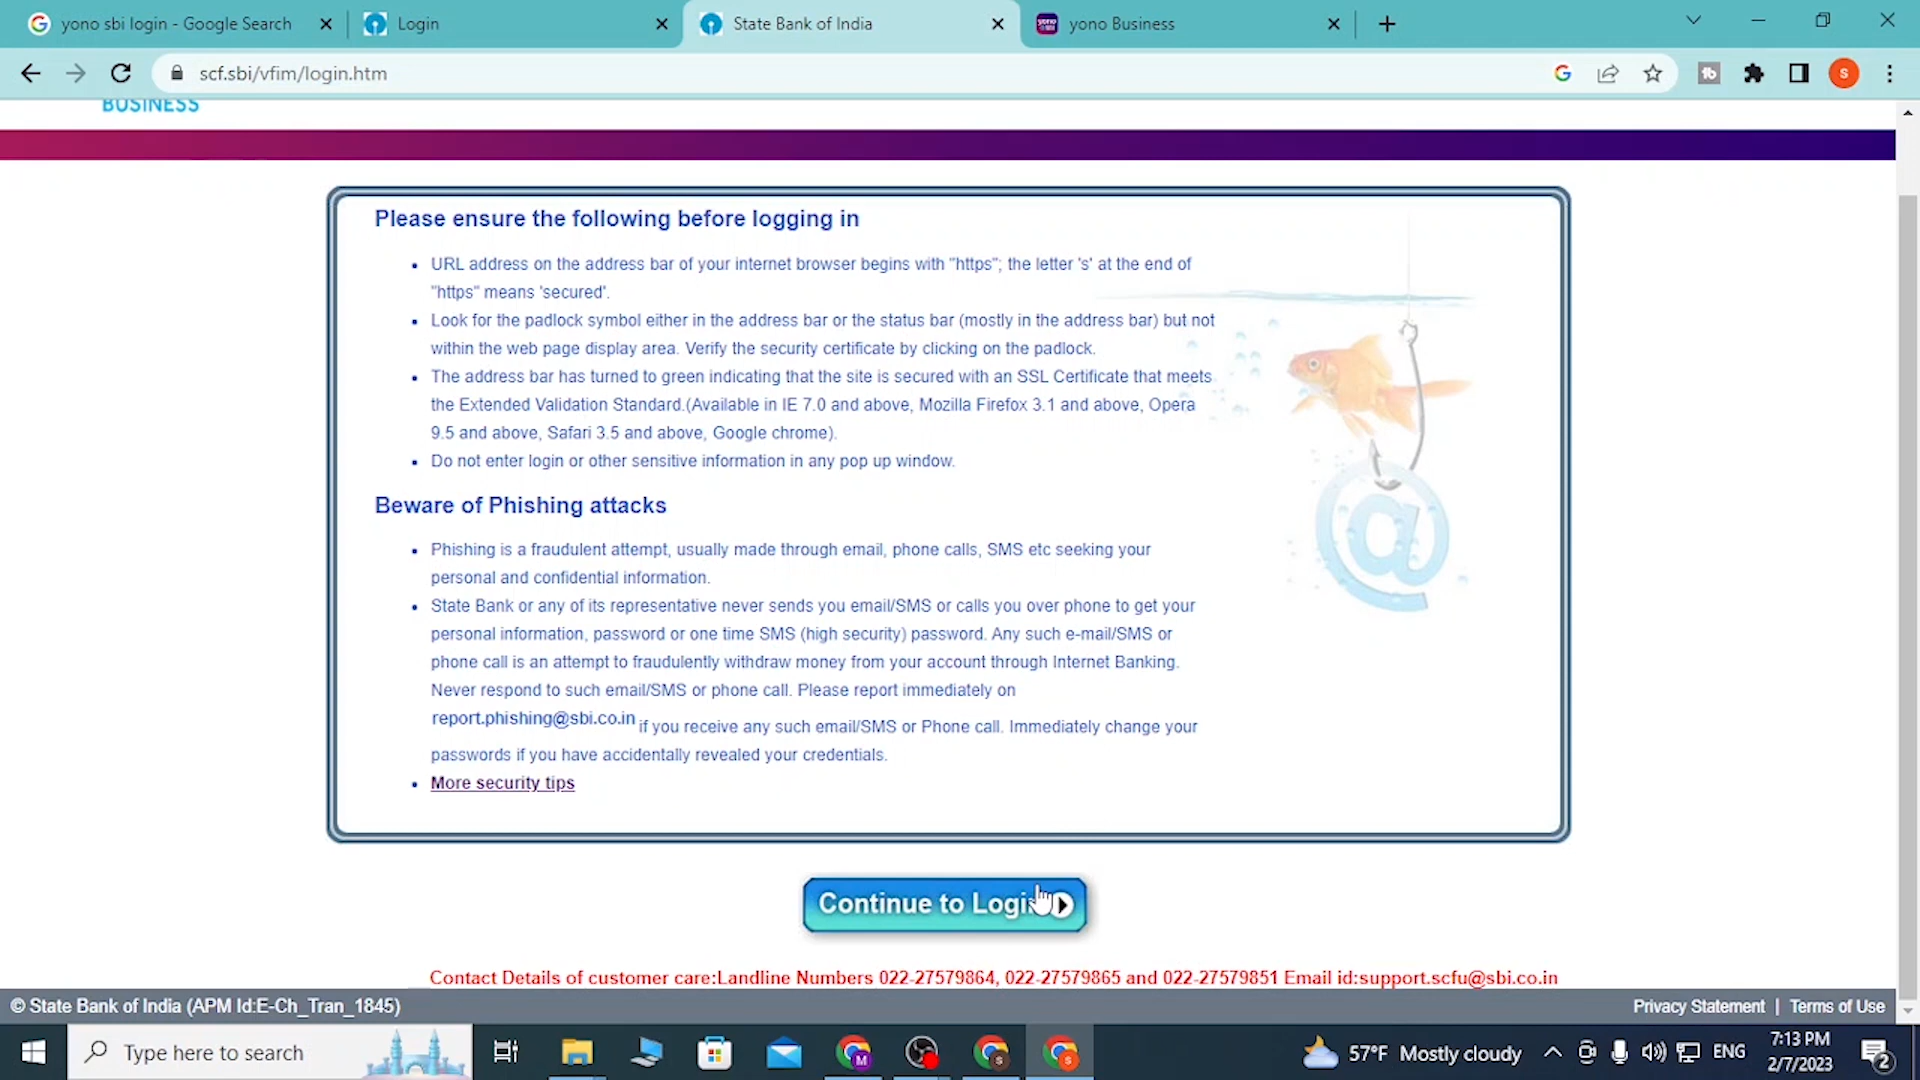 yono sbi login - Google Search
Login
State Bank of India
yono Business
scf.sbi/vfim/login.htm
S
BUSINESS
Please ensure the following before logging in
URL address on the address bar of your internet browser begins with "https"; the letter 's' at the end of
"https" means 'secured'.
Look for the padlock symbol either in the address bar or the status bar (mostly in the address bar) but not
within the web page display area. Verify the security certificate by clicking on the padlock.
The address bar has turned to green indicating that the site is secured with an SSL Certificate that meets
the Extended Validation Standard.(Available in IE 7.0 and above, Mozilla Firefox 3.1 and above, Opera
9.5 and above, Safari 3.5 and above, Google chrome).
Do not enter login or other sensitive information in any pop up window.
@
Beware of Phishing attacks
Phishing is a fraudulent attempt, usually made through email, phone calls, SMS etc seeking your
personal and confidential information.
State Bank or any of its representative never sends you email/SMS or calls you over phone to get your
personal information, password or one time SMS (high security) password. Any such e-mail/SMS or
phone call is an attempt to fraudulently withdraw money from your account through Internet Banking.
Never respond to such email/SMS or phone call. Please report immediately on
report.phishing@sbi.co.in if you receive any such email/SMS or Phone call. Immediately change your
passwords if you have accidentally revealed your credentials.
More security tips
Continue to Login
Contact Details of customer care:Landline Numbers 022-27579864, 022-27579865 and 022-27579851 Email id:support.scfu@sbi.co.in
© State Bank of India (APM Id:E-Ch_Tran_1845)
Privacy Statement | Terms of Use
Type here to search
57°F Mostly cloudy
ENG
7:13 PM
2/7/2023
2